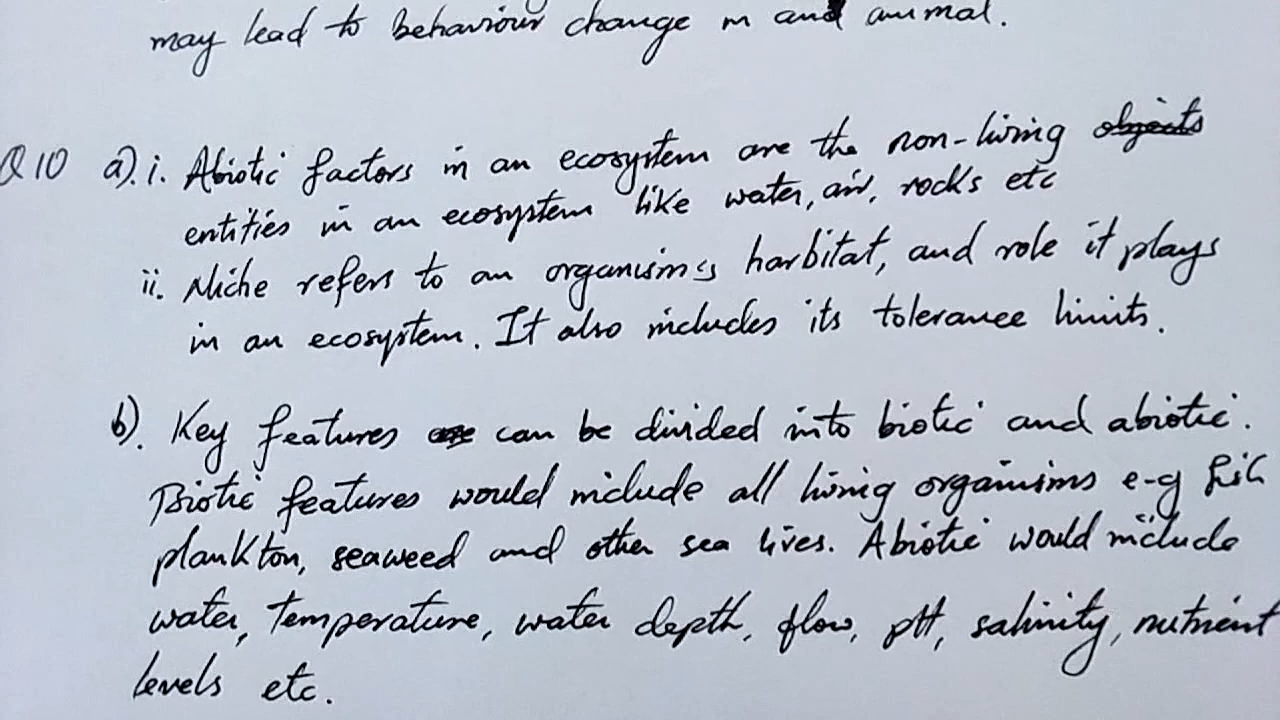 may lead to behaviour change in and animal.
Q 10 a). i. Abiotic factors in an ecosystem are the non-living objects
entities in an ecosystem like water, air, rocks etc
ii. Niche refers to an organism's harbitat, and role it plays
in an ecosystem. It also includes its tolerance limits.
b). Key features are can be divided into biotic and abiotic.
Biotic features would include all living organisms e-g fish
plankton, seaweed and other sea lives. Abiotic would include
water, temperature, water depth, flow, pH, salinity, nutrient
levels etc.